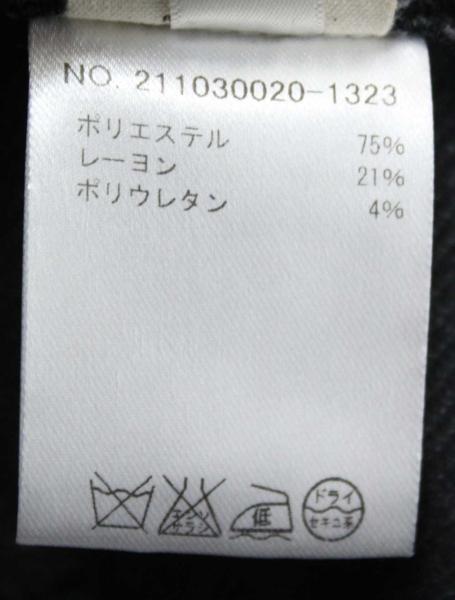 NO. 211030020-1323
ポリエステル 75%
レーヨン 21%
ポリウレタン 4%
エンソ
サラシ
低
ドライ
セキユ系